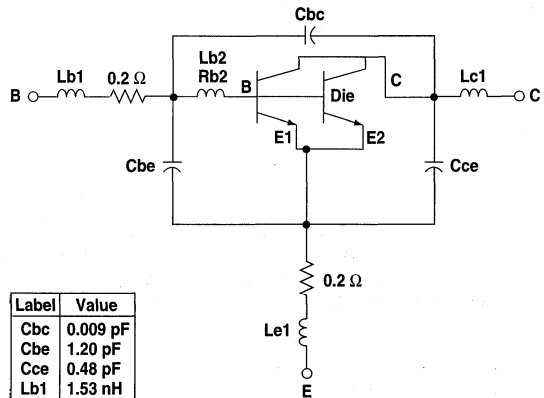 Cbc
Lb1
0.2 Ω
Lb2
Rb2
B
B
Die
C
Lc1
C
E1
E2
Cbe
Cce
0.2 Ω
Le1
E
Label Value
Cbc 0.009 pF
Cbe 1.20 pF
Cce 0.48 pF
Lb1 1.53 nH